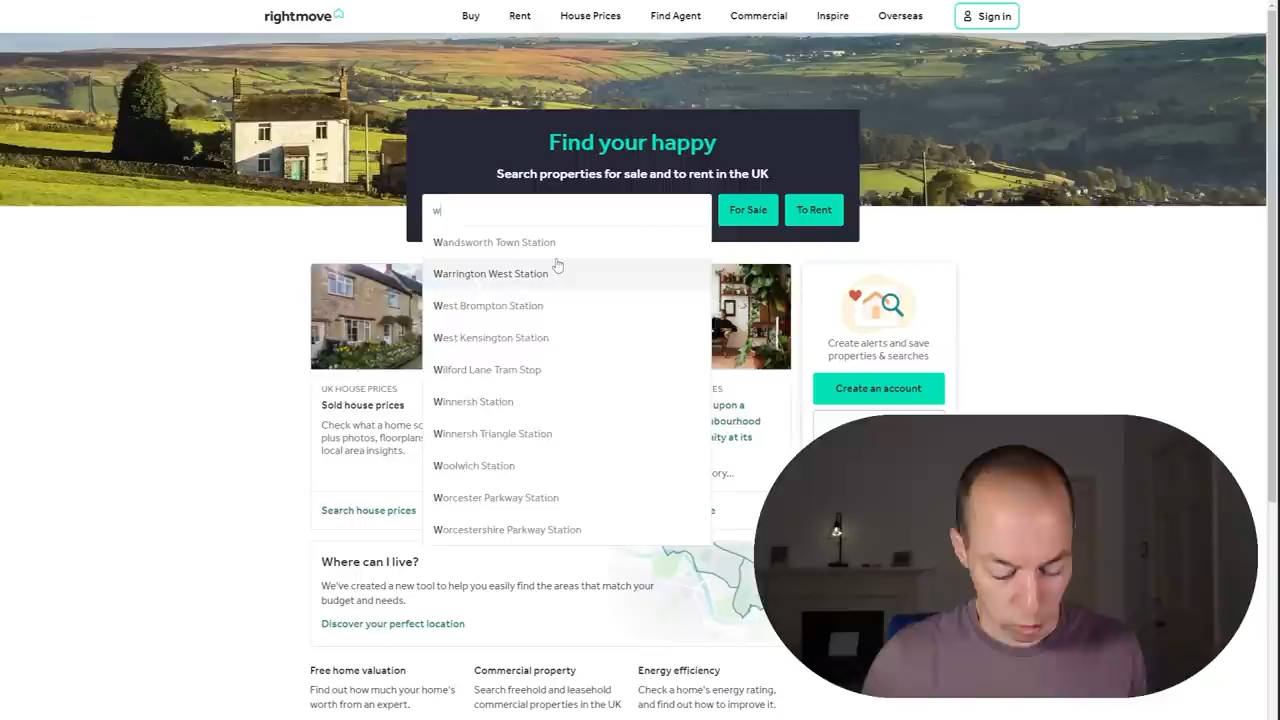 rightmove
Buy
Rent
House Prices
Find Agent
Commercial
Inspire
Overseas
Sign in
Find your happy
Search properties for sale and to rent in the UK
w
For Sale
To Rent
Wandsworth Town Station
Warrington West Station
West Brompton Station
West Kensington Station
Wilford Lane Tram Stop
Winnersh Station
Winnersh Triangle Station
Woolwich Station
Worcester Parkway Station
Worcestershire Parkway Station
UK HOUSE PRICES
Sold house prices
Check what a home so
plus photos, floorplans
local area insights.
Search house prices
ES
upon a
bourhood
ity at its
ory...
e
Create alerts and save
properties & searches
Create an account
Where can I live?
We've created a new tool to help you easily find the areas that match your
budget and needs.
Discover your perfect location
Free home valuation
Find out how much your home's
worth from an expert.
Commercial property
Search freehold and leasehold
commercial properties in the UK
Energy efficiency
Check a home's energy rating,
and find out how to improve it.